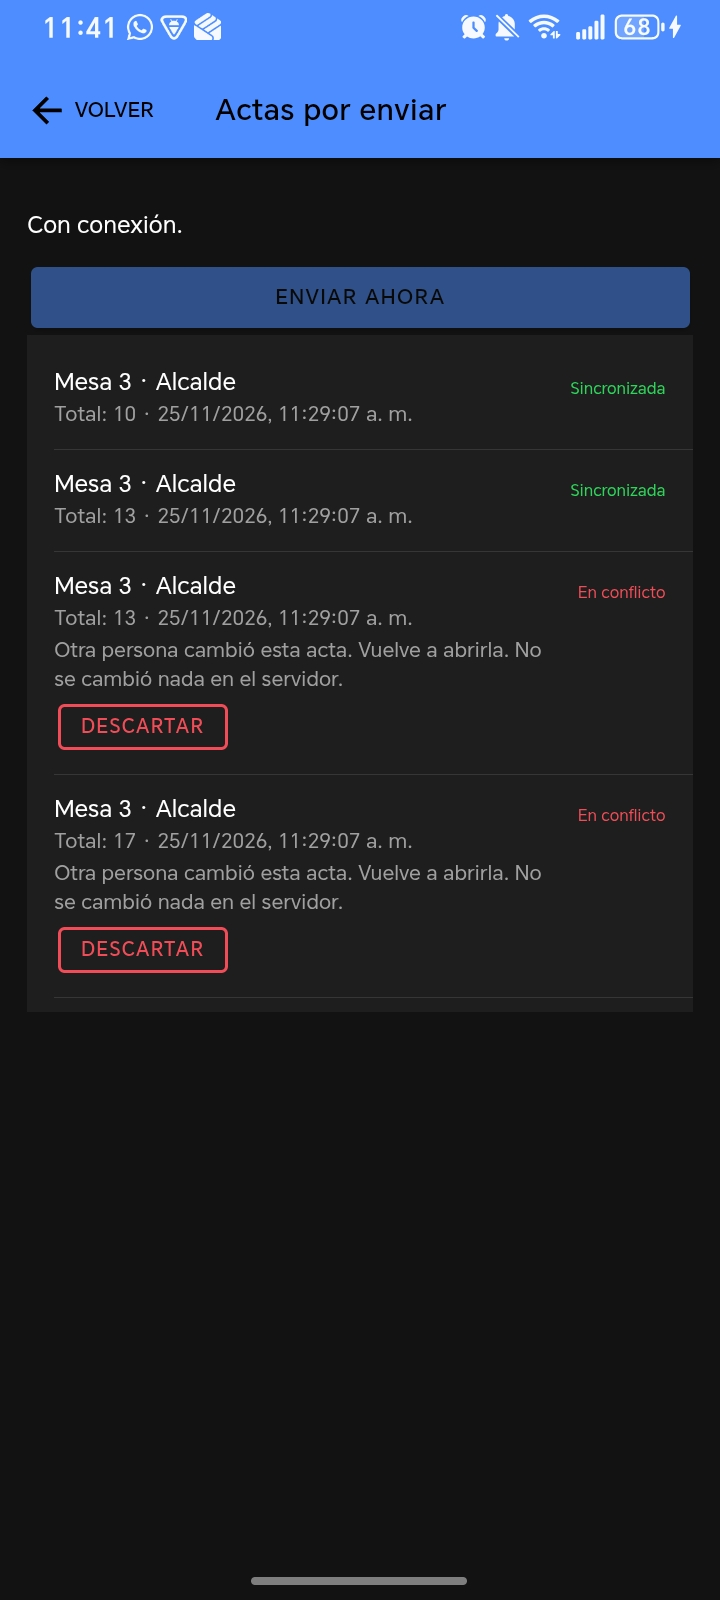 11:41 68
VOLVER Actas por enviar
Con conexión.
ENVIAR AHORA
Mesa 3 · Alcalde
Sincronizada
Total: 10 · 25/11/2026, 11:29:07 a. m.
Mesa 3 · Alcalde
Sincronizada
Total: 13 · 25/11/2026, 11:29:07 a. m.
Mesa 3 · Alcalde
En conflicto
Total: 13 · 25/11/2026, 11:29:07 a. m.
Otra persona cambió esta acta. Vuelve a abrirla. No
se cambió nada en el servidor.
DESCARTAR
Mesa 3 · Alcalde
En conflicto
Total: 17 · 25/11/2026, 11:29:07 a. m.
Otra persona cambió esta acta. Vuelve a abrirla. No
se cambió nada en el servidor.
DESCARTAR